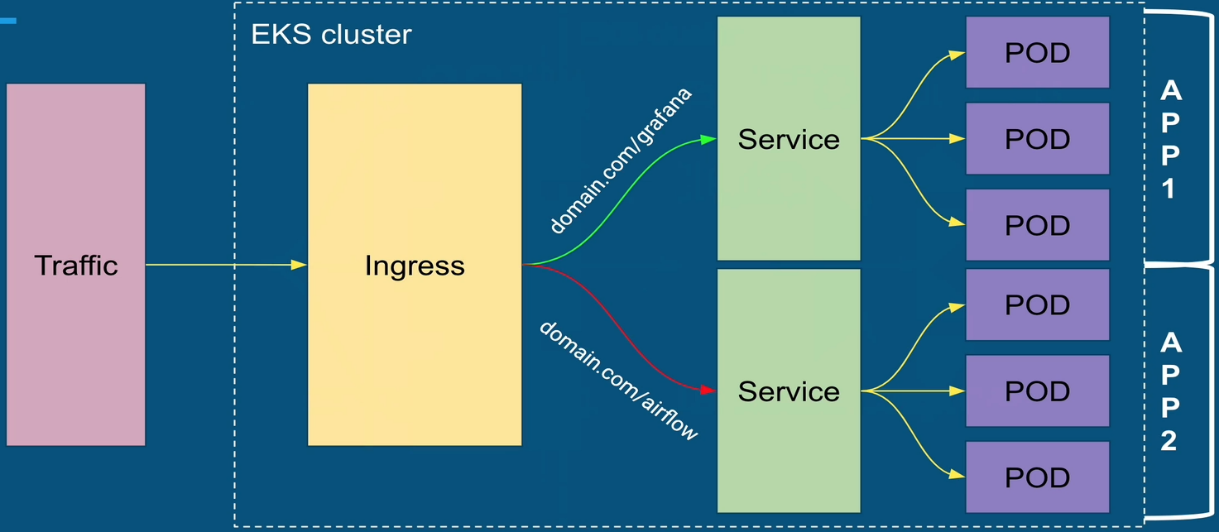 EKS cluster
Traffic
Ingress
domain.com/grafana
domain.com/airflow
Service
POD
POD
POD
APP1
Service
POD
POD
POD
APP2